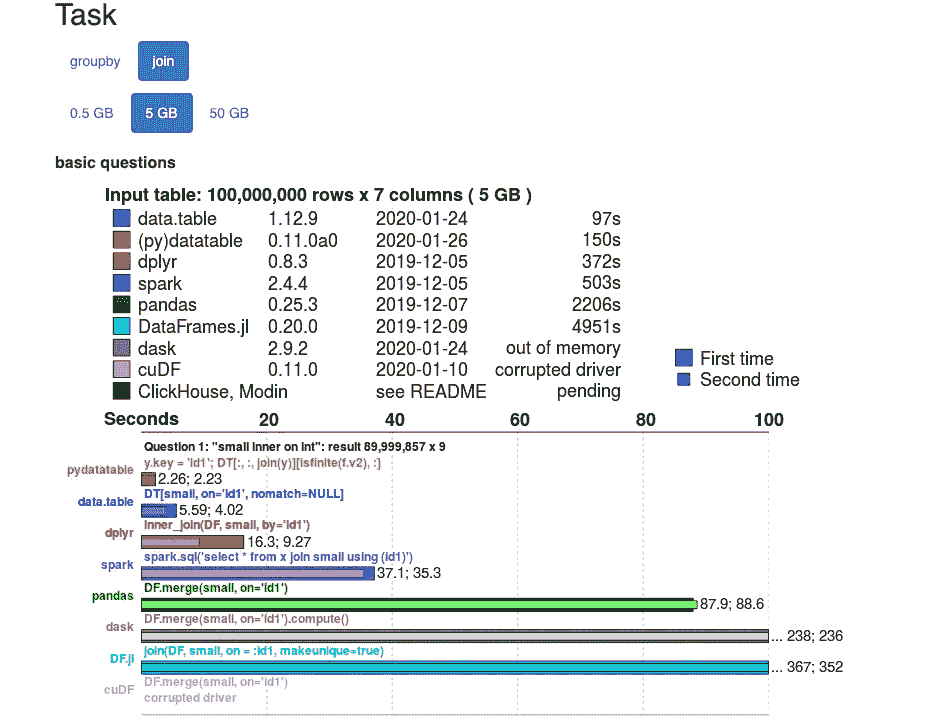 Task
groupby join
0.5 GB 5 GB 50 GB
basic questions
Input table: 100,000,000 rows x 7 columns ( 5 GB )
data.table 1.12.9 2020-01-24 97s
(py)datatable 0.11.0a0 2020-01-26 150s
dplyr 0.8.3 2019-12-05 372s
spark 2.4.4 2019-12-05 503s
pandas 0.25.3 2019-12-07 2206s
DataFrames.jl 0.20.0 2019-12-09 4951s
dask 2.9.2 2020-01-24 out of memory
cuDF 0.11.0 2020-01-10 corrupted driver
ClickHouse, Modin see README pending
First time
Second time
Seconds 20 40 60 80 100
Question 1: "small inner on int": result 89,999,857 x 9
y.key = 'id1'; DT[:, :, join(y)][isfinite(f.v2), :]
pydatatable 2.26; 2.23
DT[small, on='id1', nomatch=NULL]
data.table 5.59; 4.02
inner_join(DF, small, by='id1')
dplyr 16.3; 9.27
spark.sql('select * from x join small using (id1)')
spark 37.1; 35.3
DF.merge(small, on='id1')
pandas 87.9; 88.6
DF.merge(small, on='id1').compute()
dask ... 238; 236
join(DF, small, on = :id1, makeunique=true)
DF.jl ... 367; 352
DF.merge(small, on='id1')
cuDF corrupted driver